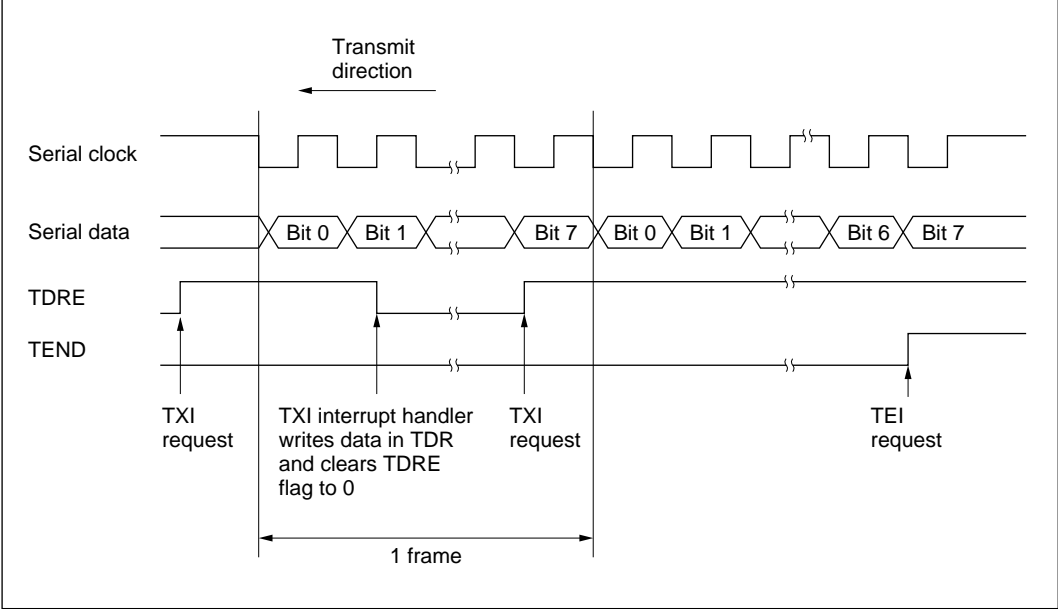 Transmit
direction
Serial clock
Serial data
Bit 0 Bit 1 Bit 7 Bit 0 Bit 1 Bit 6 Bit 7
TDRE
TEND
TXI
request
TXI interrupt handler
writes data in TDR
and clears TDRE
flag to 0
TXI
request
TEI
request
1 frame